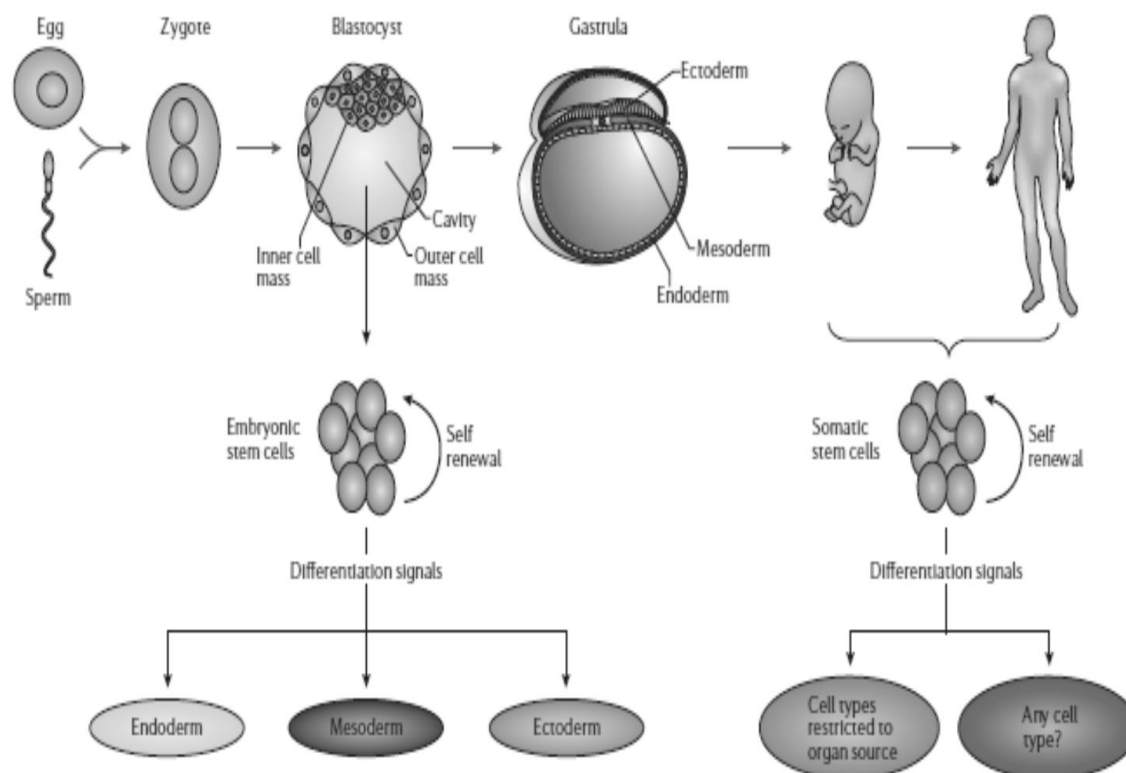 Egg
Zygote
Blastocyst
Gastrula
Ectoderm
Cavity
Inner cell
mass
Outer cell
mass
Mesoderm
Endoderm
Sperm
Embryonic
stem cells
Self
renewal
Somatic
stem cells
Self
renewal
Differentiation signals
Differentiation signals
Endoderm
Mesoderm
Ectoderm
Cell types
restricted to
organ source
Any cell
type?